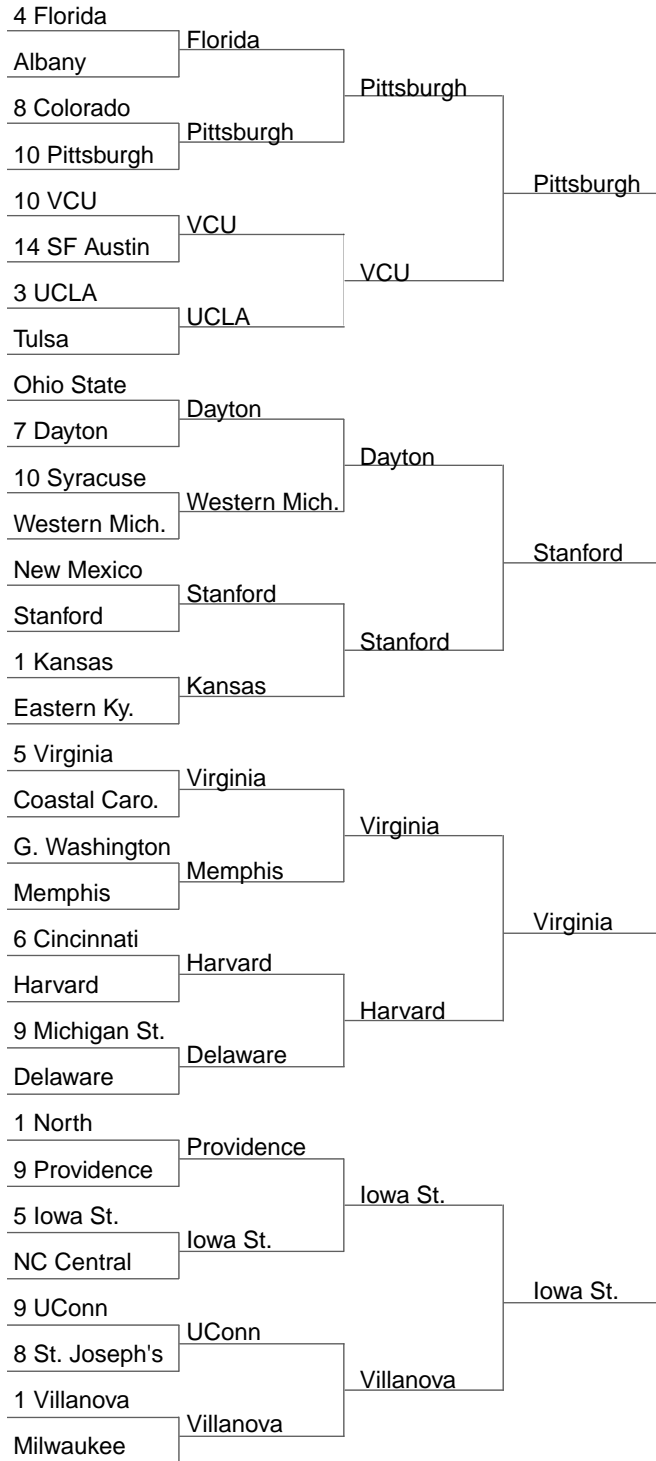 4 Florida
Albany
8 Colorado
10 Pittsburgh
10 VCU
14 SF Austin
3 UCLA
Tulsa
Ohio State
7 Dayton
10 Syracuse
Western Mich.
New Mexico
Stanford
1 Kansas
Eastern Ky.
5 Virginia
Coastal Caro.
G. Washington
Memphis
6 Cincinnati
Harvard
9 Michigan St.
Delaware
1 North
9 Providence
5 Iowa St.
NC Central
9 UConn
8 St. Joseph's
1 Villanova
Milwaukee
Florida
Pittsburgh
VCU
UCLA
Dayton
Western Mich.
Stanford
Kansas
Virginia
Memphis
Harvard
Delaware
Providence
Iowa St.
UConn
Villanova
Pittsburgh
VCU
Dayton
Stanford
Virginia
Harvard
Iowa St.
Villanova
Pittsburgh
Stanford
Virginia
Iowa St.